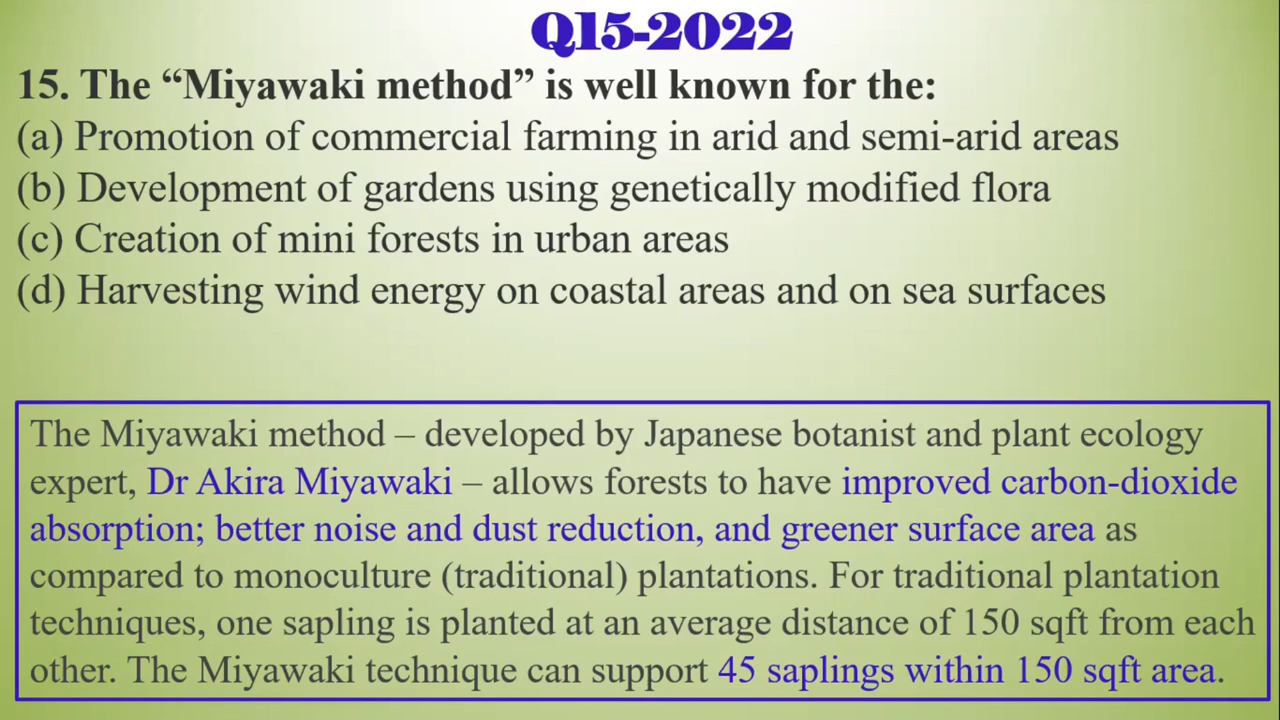 Q15-2022
15. The “Miyawaki method” is well known for the:
(a) Promotion of commercial farming in arid and semi-arid areas
(b) Development of gardens using genetically modified flora
(c) Creation of mini forests in urban areas
(d) Harvesting wind energy on coastal areas and on sea surfaces
The Miyawaki method – developed by Japanese botanist and plant ecology
expert, Dr Akira Miyawaki – allows forests to have improved carbon-dioxide
absorption; better noise and dust reduction, and greener surface area as
compared to monoculture (traditional) plantations. For traditional plantation
techniques, one sapling is planted at an average distance of 150 sqft from each
other. The Miyawaki technique can support 45 saplings within 150 sqft area.